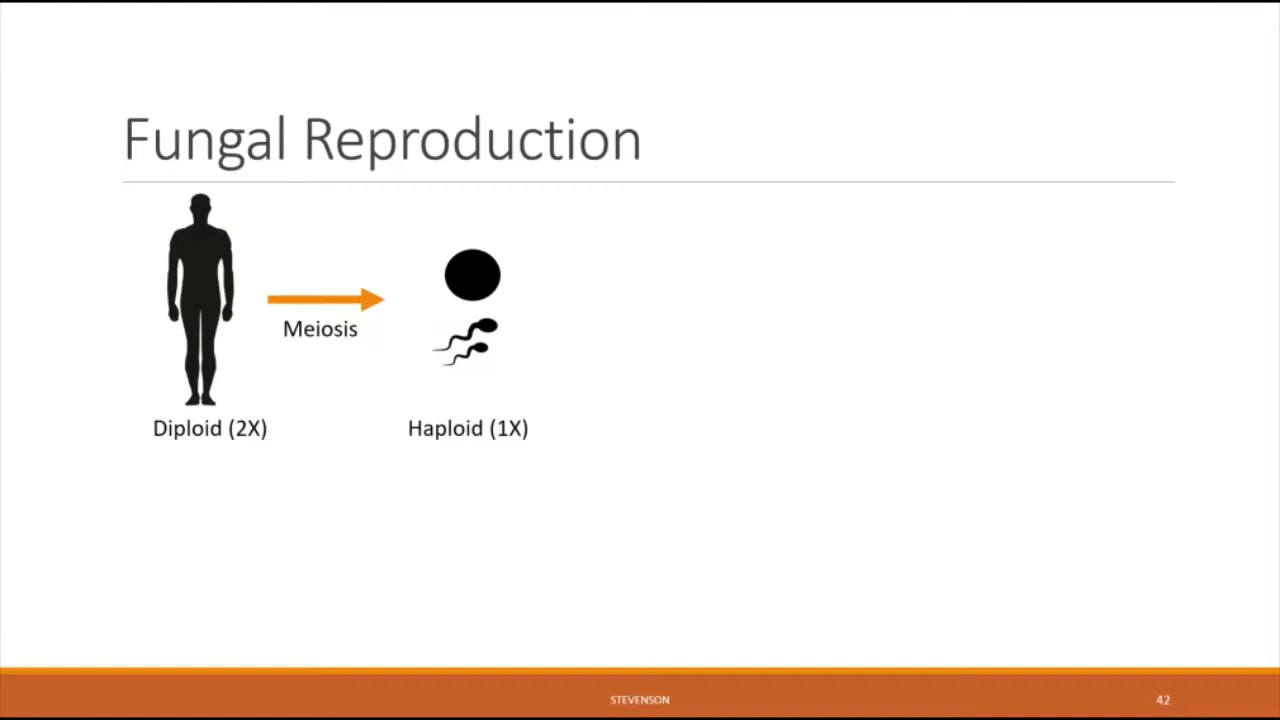 Fungal Reproduction
Meiosis
Diploid (2X)
Haploid (1X)
STEVENSON
42